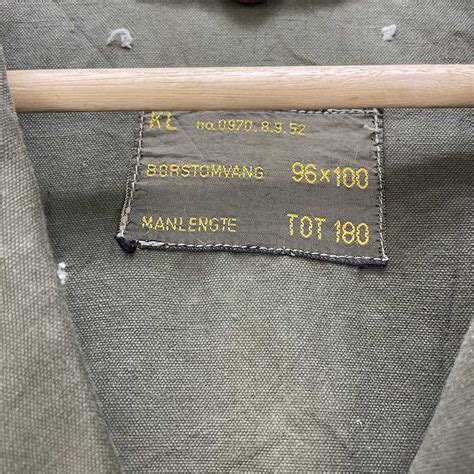 KL no.0970.8.9.52
BORSTOMVANG 96x100
MANLENGTE TOT 180